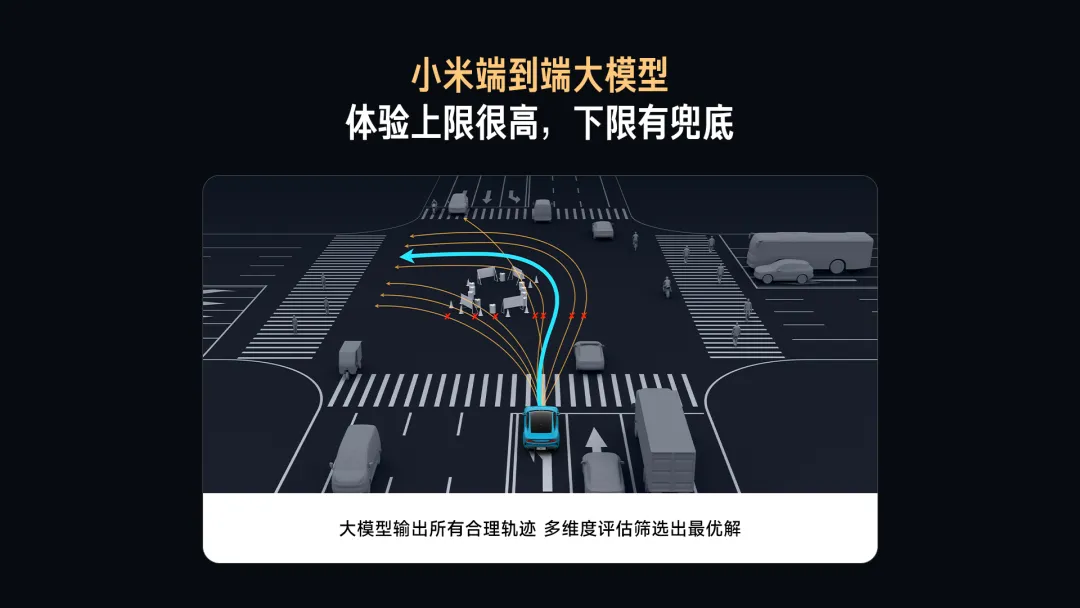 小米端到端大模型
体验上限很高，下限有兜底
大模型输出所有合理轨迹 多维度评估筛选出最优解